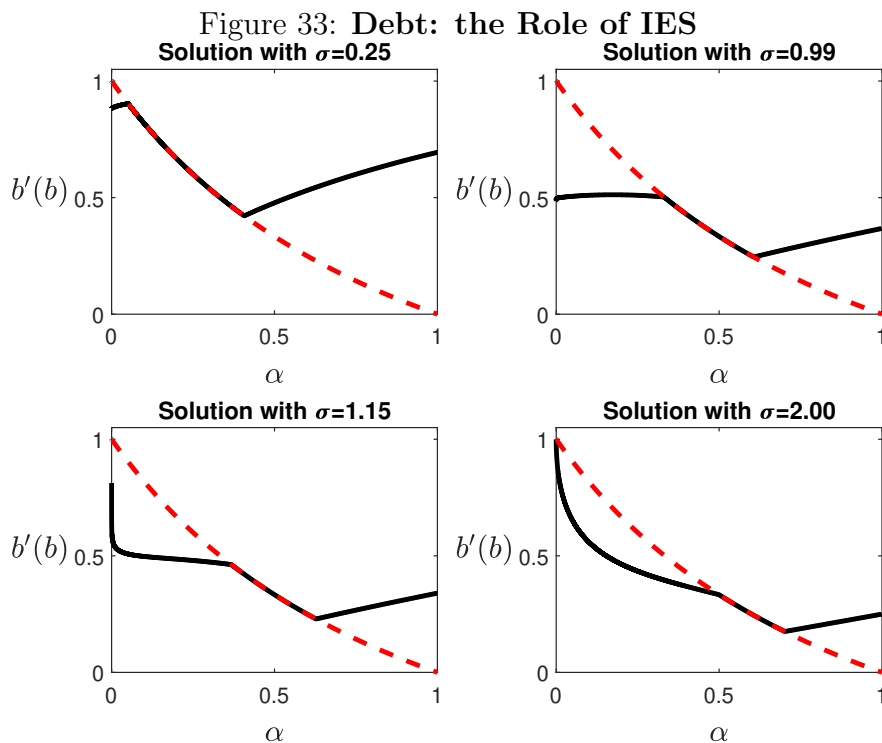 Figure 33: Debt: the Role of IES
Solution with σ=0.25
1
0.5
0
b′(b)
0
0.5
1
α
Solution with σ=0.99
1
0.5
0
b′(b)
0
0.5
1
α
Solution with σ=1.15
1
0.5
0
b′(b)
0
0.5
1
α
Solution with σ=2.00
1
0.5
0
b′(b)
0
0.5
1
α